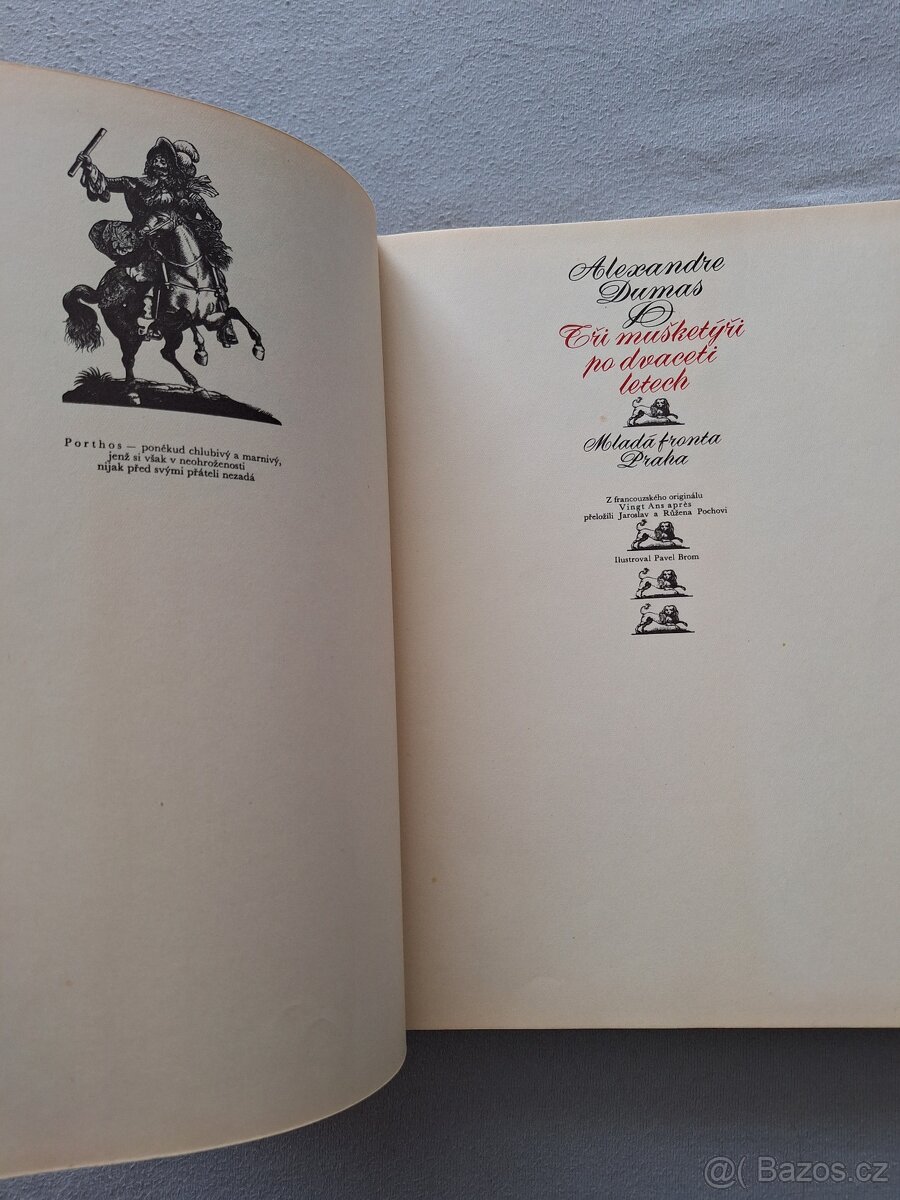 Porthos — poněkud chlubivý a marnivý,
jenž si však v neohroženosti
nijak před svými přáteli nezadá
Alexandre
Dumas
Tři mušketýři
po dvaceti
letech
Mladá fronta
Praha
Z francouzského originálu
Vingt Ans après
přeložili Jaroslav a Růžena Pochovi
Ilustroval Pavel Brom
@( Bazos.cz